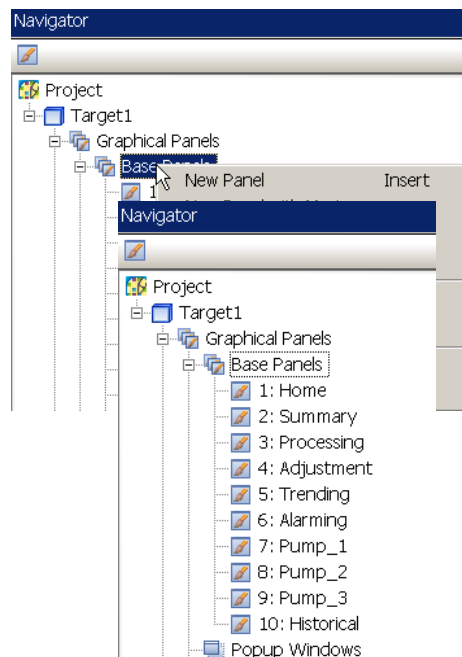 Navigator
Project
Target1
Graphical Panels
Base Panels
New Panel Insert
1
Navigator
Project
Target1
Graphical Panels
Base Panels
1: Home
2: Summary
3: Processing
4: Adjustment
5: Trending
6: Alarming
7: Pump_1
8: Pump_2
9: Pump_3
10: Historical
Popup Windows